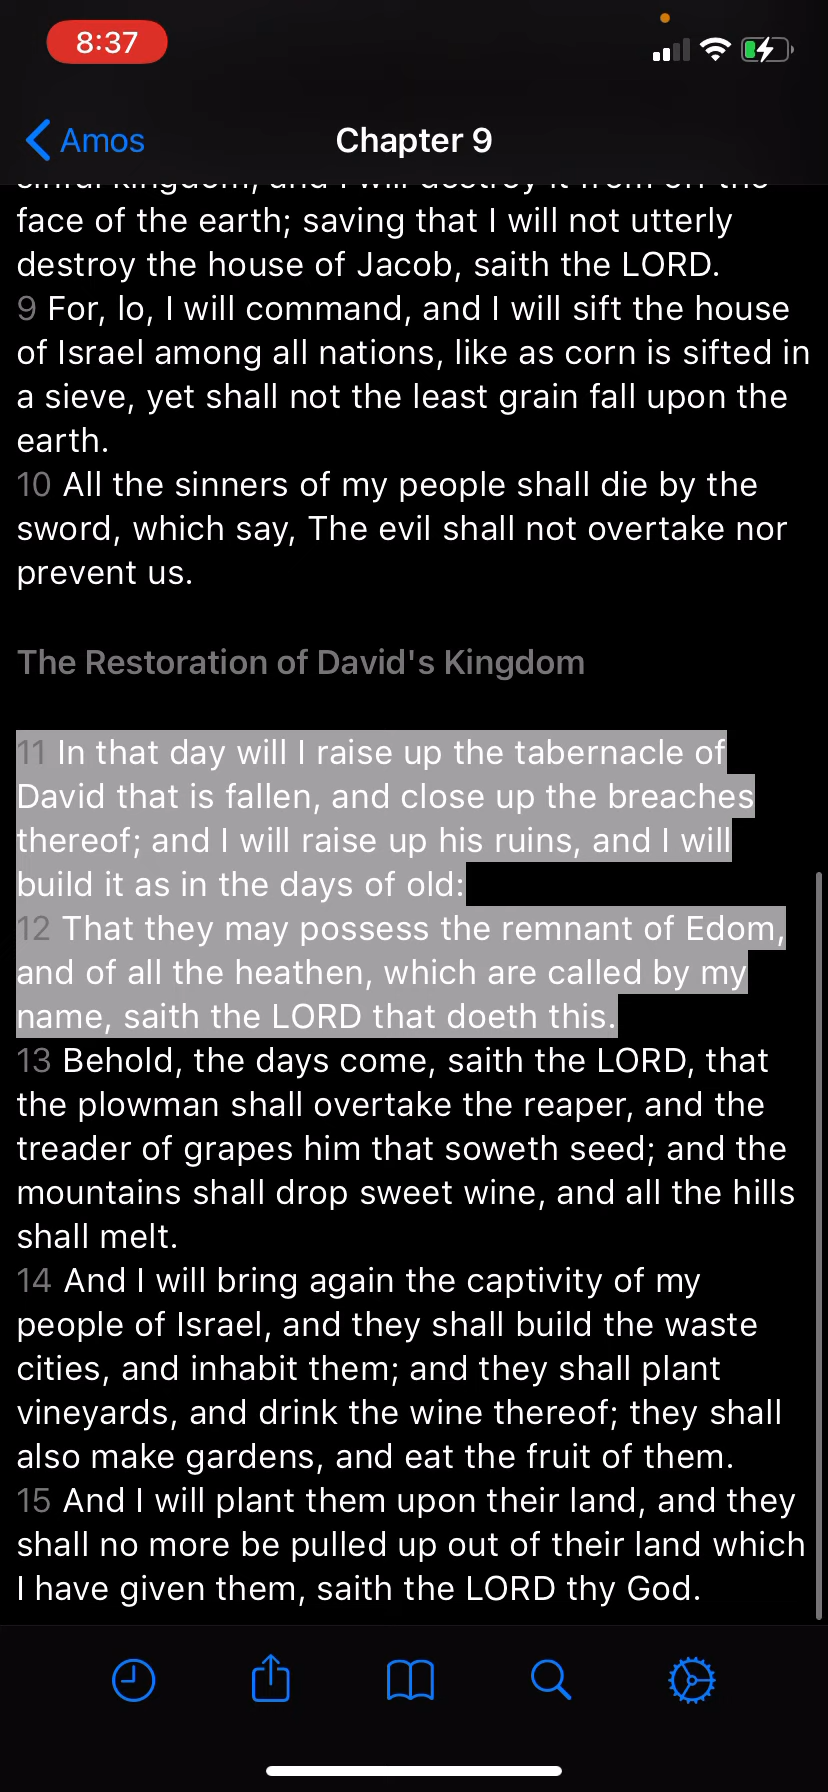 8:37
Amos
Chapter 9
face of the earth; saving that I will not utterly
destroy the house of Jacob, saith the LORD.
9 For, lo, I will command, and I will sift the house
of Israel among all nations, like as corn is sifted in
a sieve, yet shall not the least grain fall upon the
earth.
10 All the sinners of my people shall die by the
sword, which say, The evil shall not overtake nor
prevent us.
The Restoration of David's Kingdom
11 In that day will I raise up the tabernacle of
David that is fallen, and close up the breaches
thereof; and I will raise up his ruins, and I will
build it as in the days of old:
12 That they may possess the remnant of Edom,
and of all the heathen, which are called by my
name, saith the LORD that doeth this.
13 Behold, the days come, saith the LORD, that
the plowman shall overtake the reaper, and the
treader of grapes him that soweth seed; and the
mountains shall drop sweet wine, and all the hills
shall melt.
14 And I will bring again the captivity of my
people of Israel, and they shall build the waste
cities, and inhabit them; and they shall plant
vineyards, and drink the wine thereof; they shall
also make gardens, and eat the fruit of them.
15 And I will plant them upon their land, and they
shall no more be pulled up out of their land which
I have given them, saith the LORD thy God.